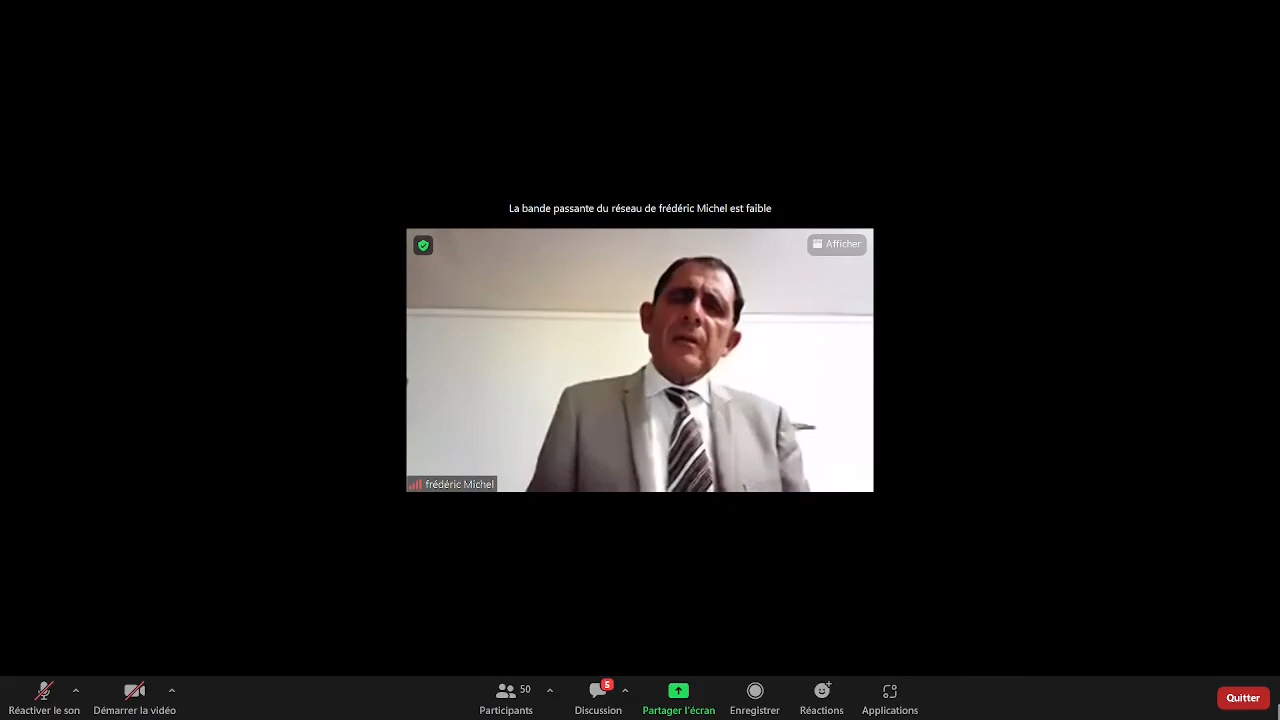 La bande passante du réseau de frédéric Michel est faible
Afficher
frédéric Michel
50
5
Réactiver le son
Démarrer la vidéo
Participants
Discussion
Partager l'écran
Enregistrer
Réactions
Applications
Quitter